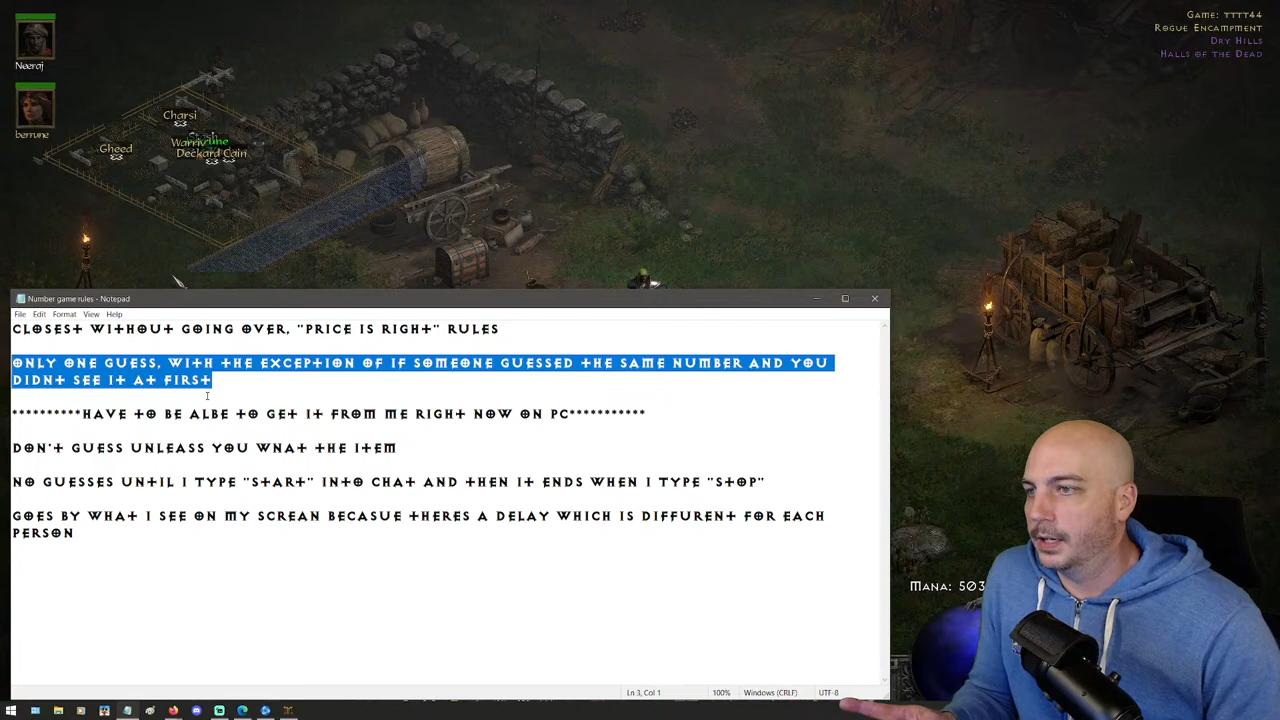 Game: tttt44
Rogue Encampment
Dry Hills
Halls of the Dead
Neeraj
berrune
Charsi
Gheed
Deckard Cain
Number game rules - Notepad
File Edit Format View Help
CLOSEST WITHOUT GOING OVER, "PRICE IS RIGHT" RULES
ONLY ONE GUESS, WITH THE EXCEPTION OF IF SOMEONE GUESSED THE SAME NUMBER AND YOU
DIDNT SEE IT AT FIRST
**********HAVE TO BE ALBE TO GET IT FROM ME RIGHT NOW ON PC***********
DON'T GUESS UNLEASS YOU WNAT THE ITEM
NO GUESSES UNTIL I TYPE "START" INTO CHAT AND THEN IT ENDS WHEN I TYPE "STOP"
GOES BY WHAT I SEE ON MY SCREAN BECASUE THERES A DELAY WHICH IS DIFFURENT FOR EACH
PERSON
Mana: 503
Ln 3, Col 1 100% Windows (CRLF) UTF-8